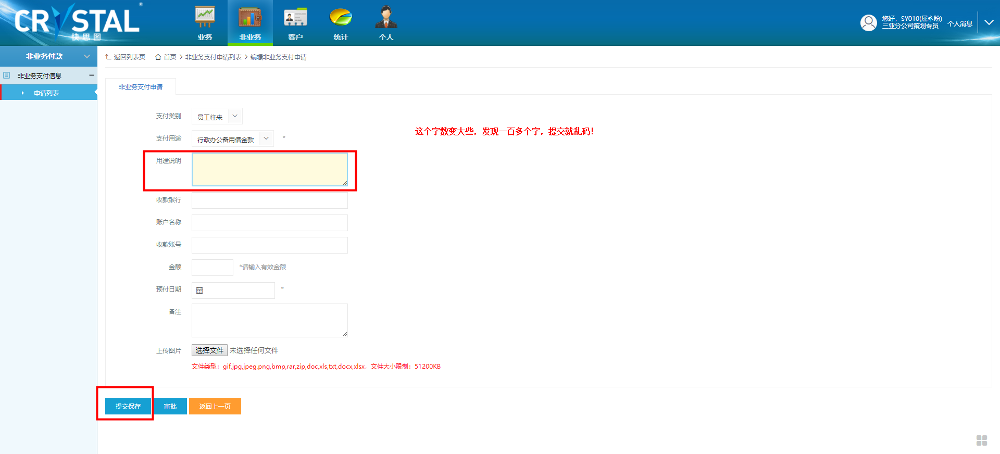 CRYSTAL
®
快思图
业务
非业务
客户
统计
个人
您好，SY010(屈永盼)
三亚分公司策划专员
个人消息
非业务付款
非业务支付信息
申请列表
返回列表页 首页 > 非业务支付申请列表 > 编辑非业务支付申请
非业务支付申请
支付类别 员工往来
支付用途 行政办公备用借金款 *
这个字数变大些，发现一百多个字，提交就乱码！
用途说明
收款银行
账户名称
收款账号
金额 *请输入有效金额
预付日期 *
备注
上传图片 选择文件 未选择任何文件
文件类型：gif,jpg,jpeg,png,bmp,rar,zip,doc,xls,txt,docx,xlsx，文件大小限制：51200KB
提交保存 审批 返回上一页